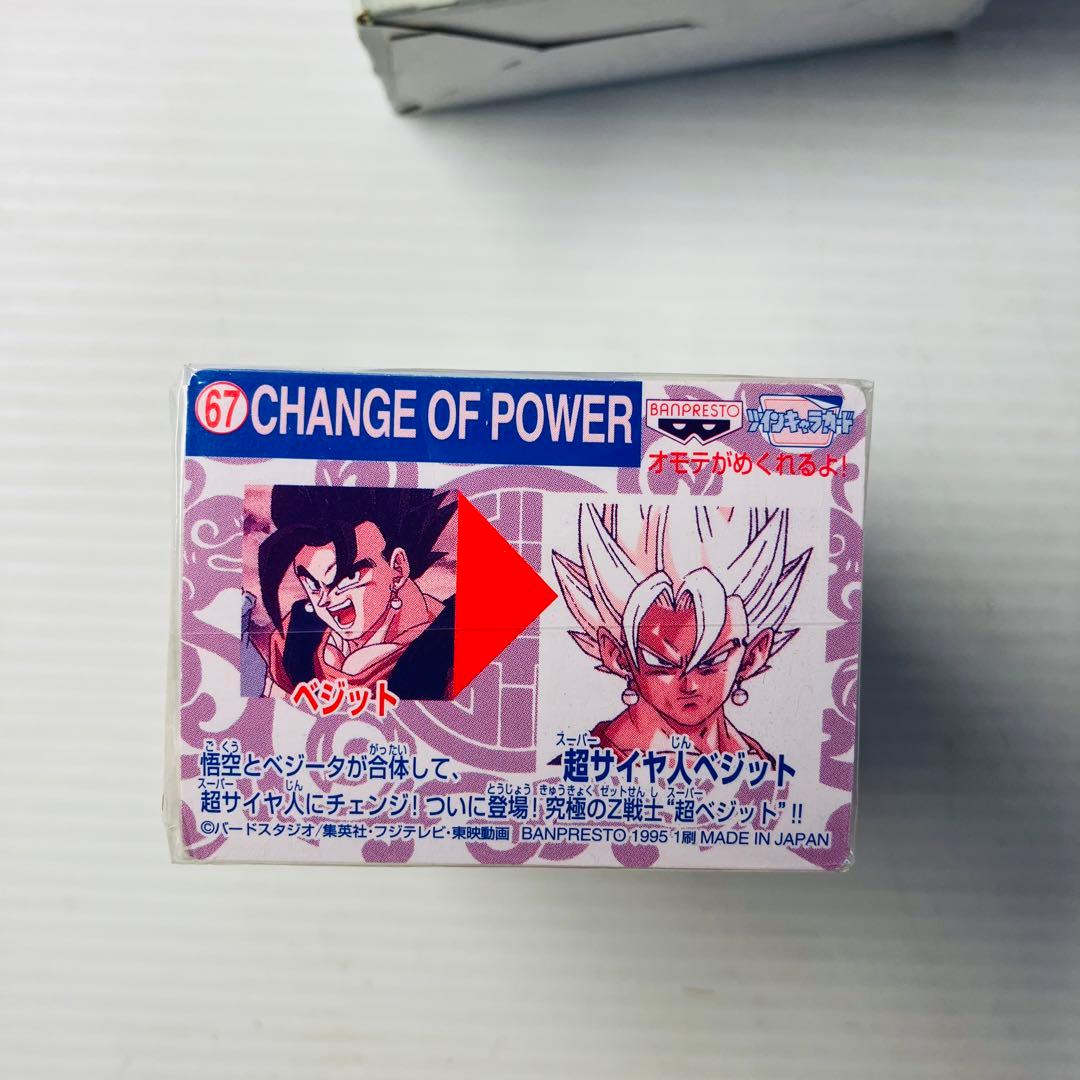 67 CHANGE OF POWER
BANPRESTO
ツインキャラカード
オモテがめくれるよ!
ベジット
スーパー じん
超サイヤ人ベジット
ごくう がったい
悟空とベジータが合体して、
スーパー じん とうじょう きゅうきょく ゼットせんし スーパー
超サイヤ人にチェンジ!ついに登場!究極のZ戦士“超ベジット”!!
©バードスタジオ/集英社・フジテレビ・東映動画 BANPRESTO 1995 1刷 MADE IN JAPAN